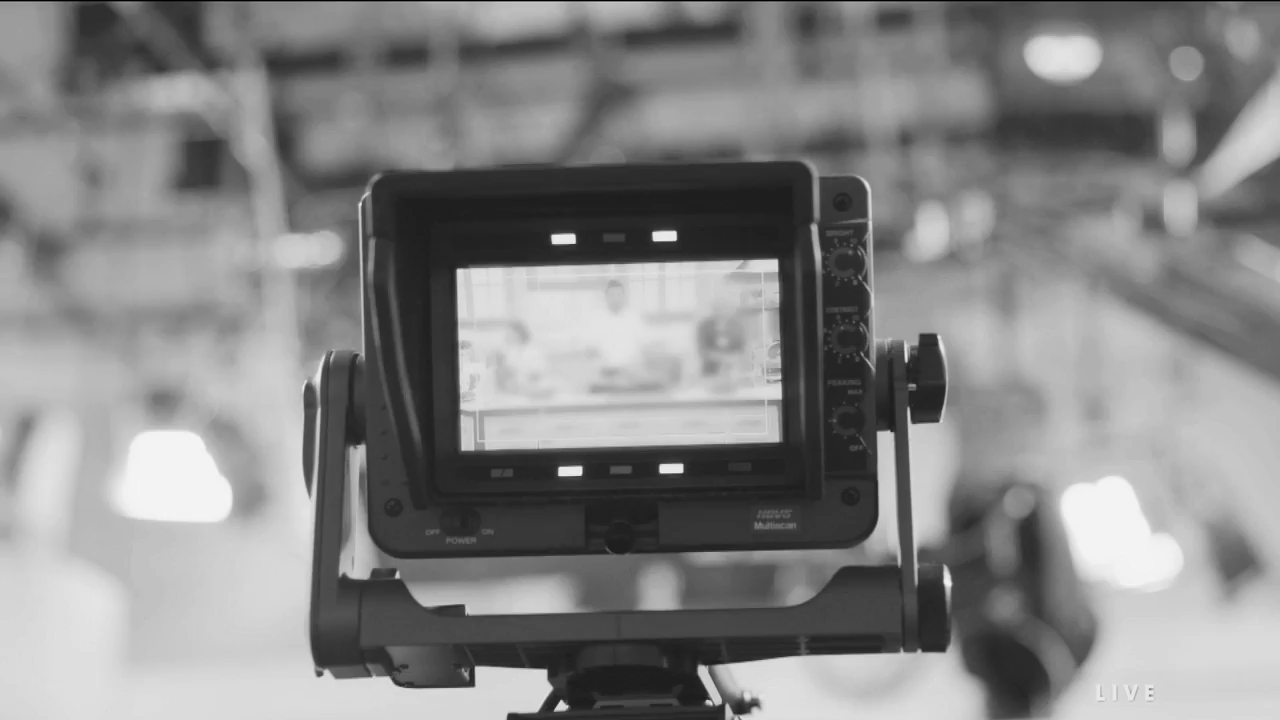 BRIGHT
CONTRAST
PEAKING
MAX
OFF
OFF
ON
POWER
Multiscan
LIVE